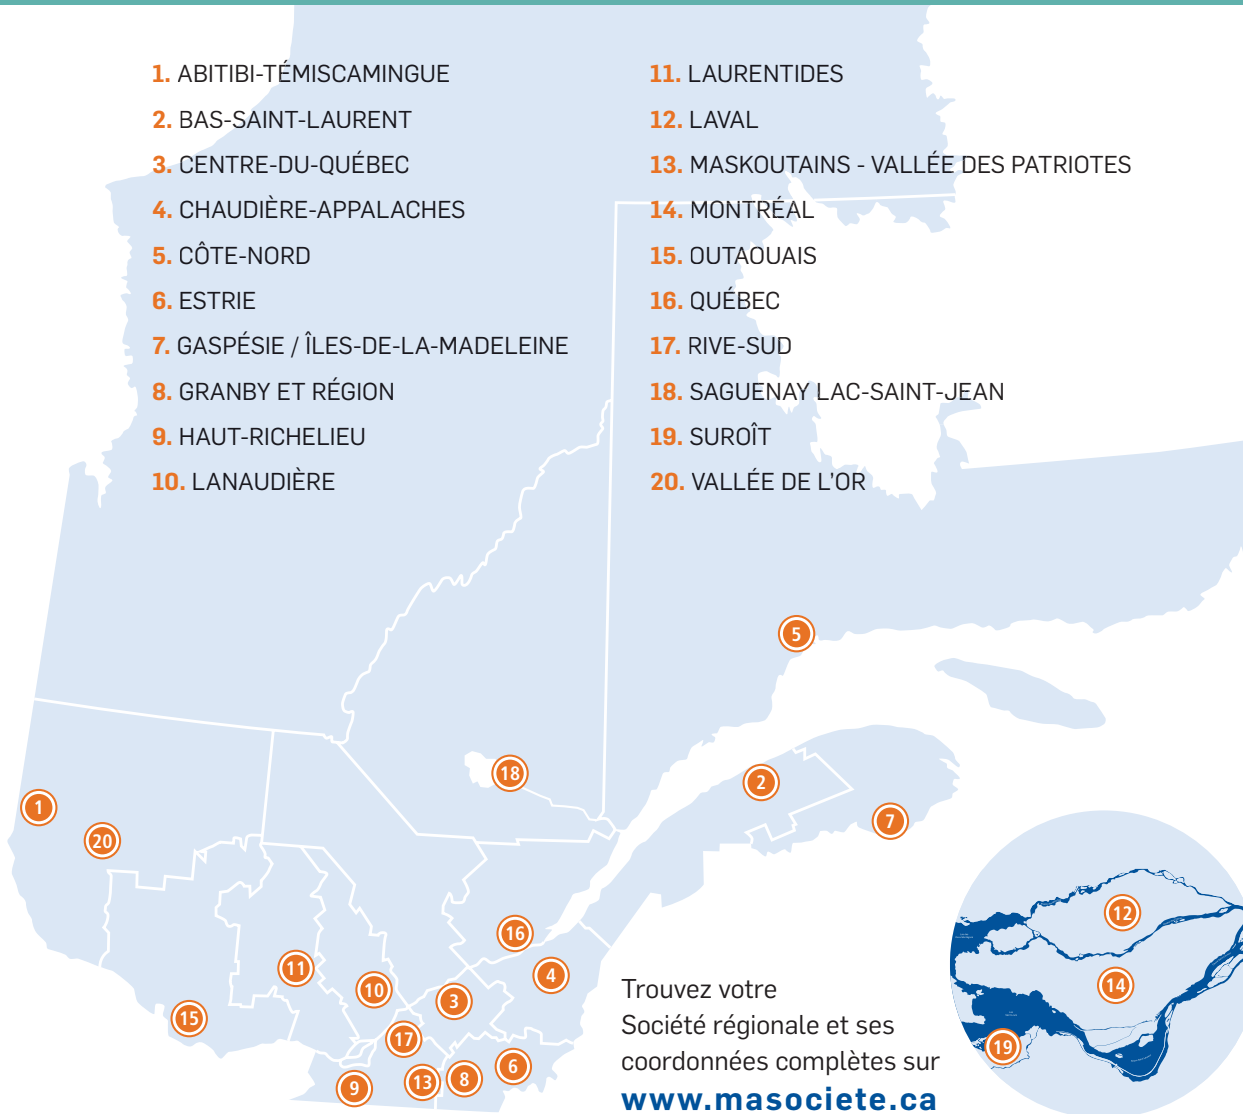 1. ABITIBI-TÉMISCAMINGUE
2. BAS-SAINT-LAURENT
3. CENTRE-DU-QUÉBEC
4. CHAUDIÈRE-APPALACHES
5. CÔTE-NORD
6. ESTRIE
7. GASPÉSIE / ÎLES-DE-LA-MADELEINE
8. GRANBY ET RÉGION
9. HAUT-RICHELIEU
10. LANAUDIÈRE
11. LAURENTIDES
12. LAVAL
13. MASKOUTAINS - VALLÉE DES PATRIOTES
14. MONTRÉAL
15. OUTAOUAIS
16. QUÉBEC
17. RIVE-SUD
18. SAGUENAY LAC-SAINT-JEAN
19. SUROÎT
20. VALLÉE DE L'OR
5
18
2
1
7
20
12
16
11
4
14
10
3
15
17
19
6
8
13
9
Trouvez votre
Société régionale et ses
coordonnées complètes sur
www.masociete.ca